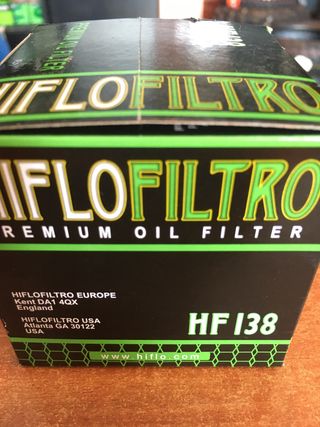 HIFLOFILTRO
HIFLOFILTRO
PREMIUM OIL FILTER
HIFLOFILTRO EUROPE
Kent DA1 4QX
England
HIFLOFILTRO USA
Atlanta GA 30122
USA
HF138
www.hiflo.com